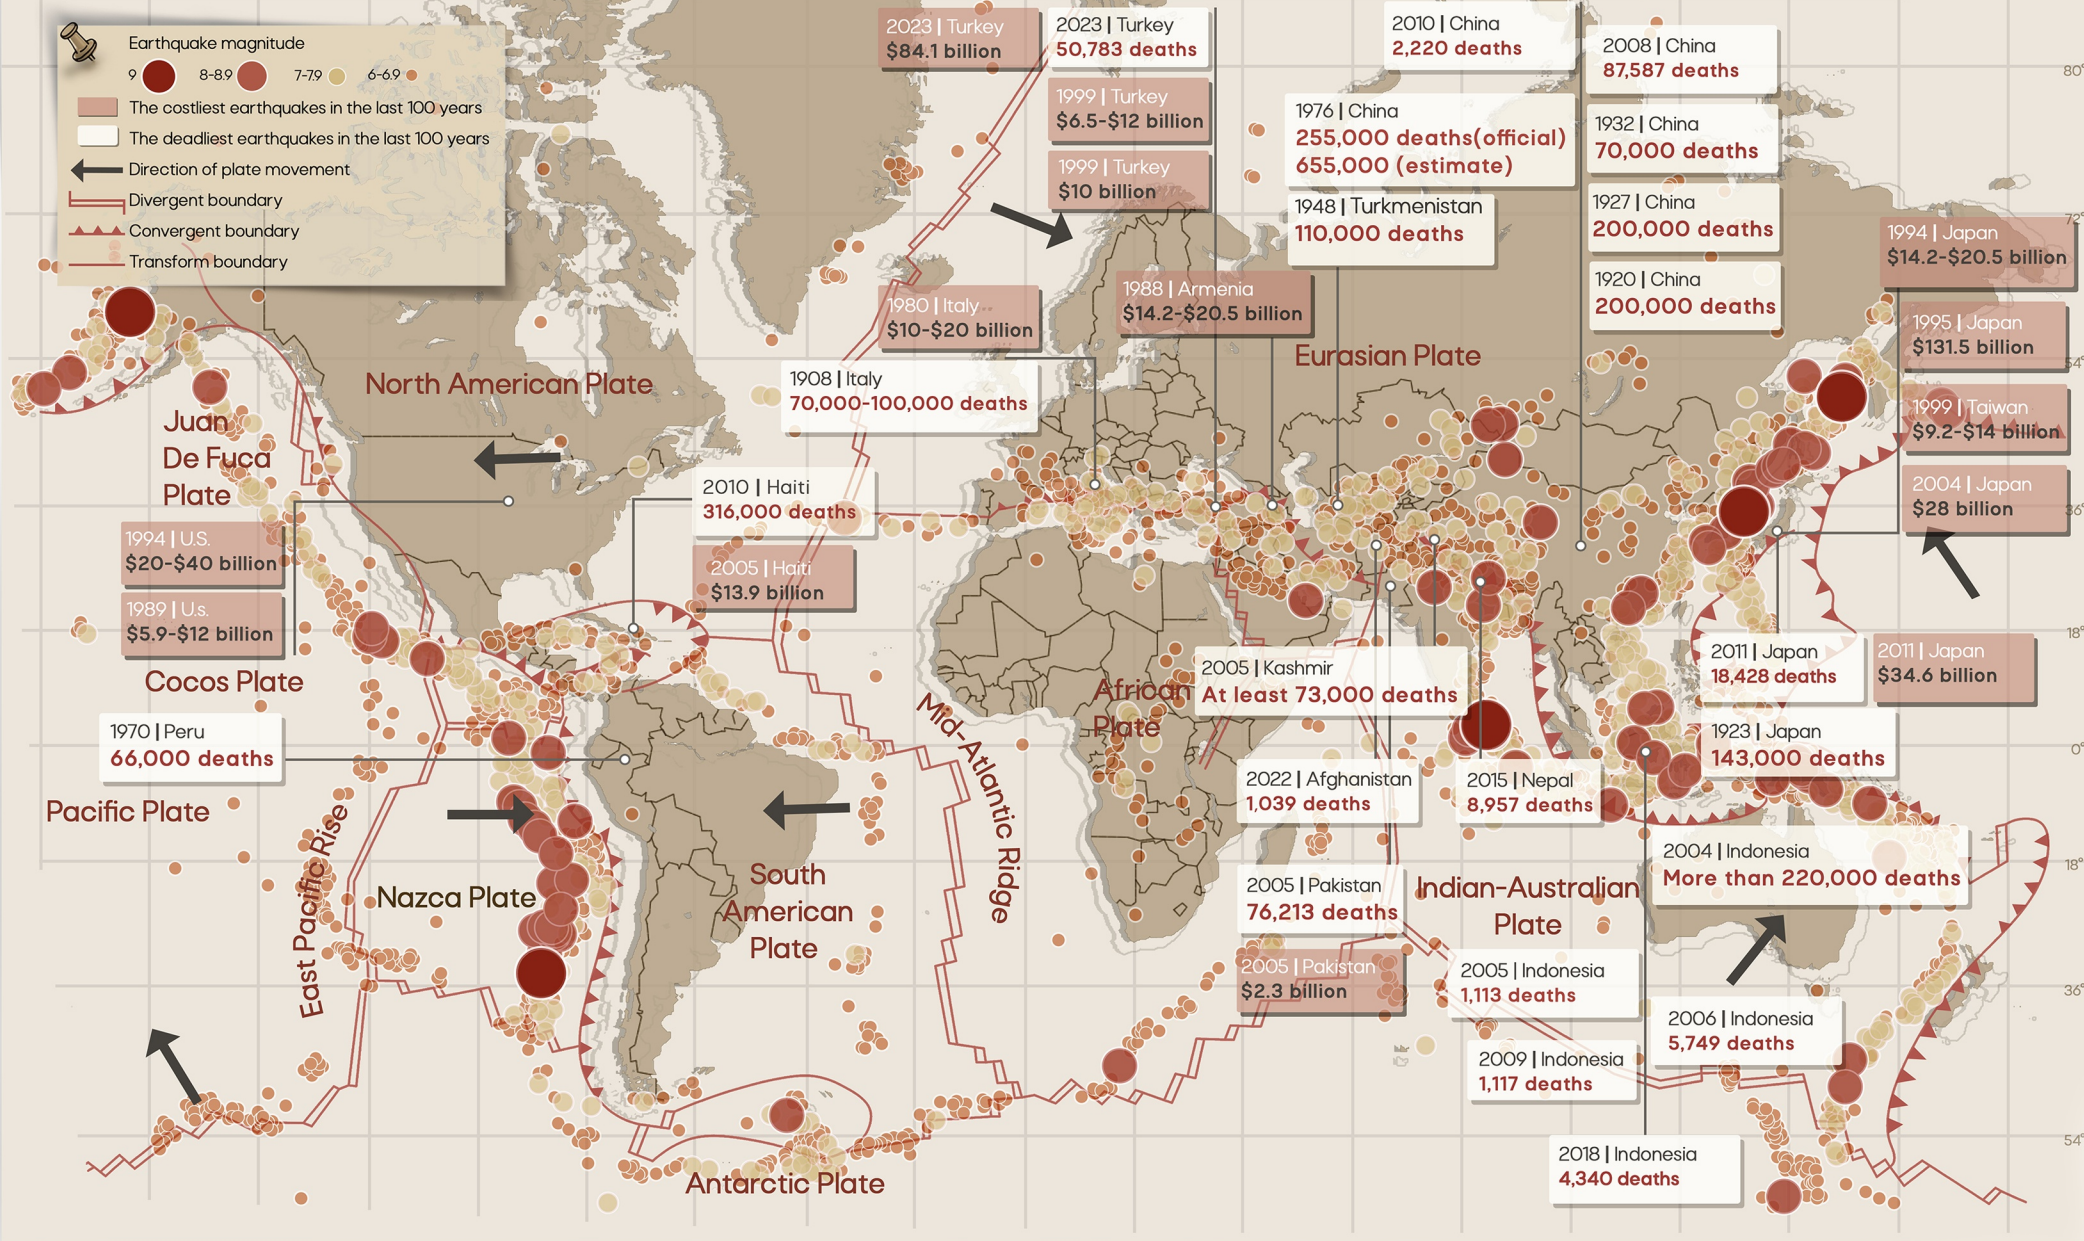 Earthquake magnitude
9 8-8.9 7-7.9 6-6.9
The costliest earthquakes in the last 100 years
The deadliest earthquakes in the last 100 years
Direction of plate movement
Divergent boundary
Convergent boundary
Transform boundary
2023 | Turkey
$84.1 billion
2023 | Turkey
50,783 deaths
1999 | Turkey
$6.5-$12 billion
1999 | Turkey
$10 billion
2010 | China
2,220 deaths
2008 | China
87,587 deaths
1976 | China
255,000 deaths(official)
655,000 (estimate)
1932 | China
70,000 deaths
1948 | Turkmenistan
110,000 deaths
1927 | China
200,000 deaths
1920 | China
200,000 deaths
1994 | Japan
$14.2-$20.5 billion
1995 | Japan
$131.5 billion
1999 | Taiwan
$9.2-$14 billion
2004 | Japan
$28 billion
1980 | Italy
$10-$20 billion
1988 | Armenia
$14.2-$20.5 billion
1908 | Italy
70,000-100,000 deaths
Eurasian Plate
North American Plate
Juan
De Fuca
Plate
2010 | Haiti
316,000 deaths
2005 | Haiti
$13.9 billion
1994 | U.S.
$20-$40 billion
1989 | U.s.
$5.9-$12 billion
Cocos Plate
1970 | Peru
66,000 deaths
Pacific Plate
East Pacific Rise
Nazca Plate
South
American
Plate
Mid-Atlantic Ridge
African
Plate
2005 | Kashmir
At least 73,000 deaths
2011 | Japan
18,428 deaths
2011 | Japan
$34.6 billion
1923 | Japan
143,000 deaths
2022 | Afghanistan
1,039 deaths
2015 | Nepal
8,957 deaths
2004 | Indonesia
More than 220,000 deaths
2005 | Pakistan
76,213 deaths
Indian-Australian
Plate
2005 | Pakistan
$2.3 billion
2005 | Indonesia
1,113 deaths
2006 | Indonesia
5,749 deaths
2009 | Indonesia
1,117 deaths
2018 | Indonesia
4,340 deaths
Antarctic Plate
80°
72°
54°
36°
18°
0°
18°
36°
54°